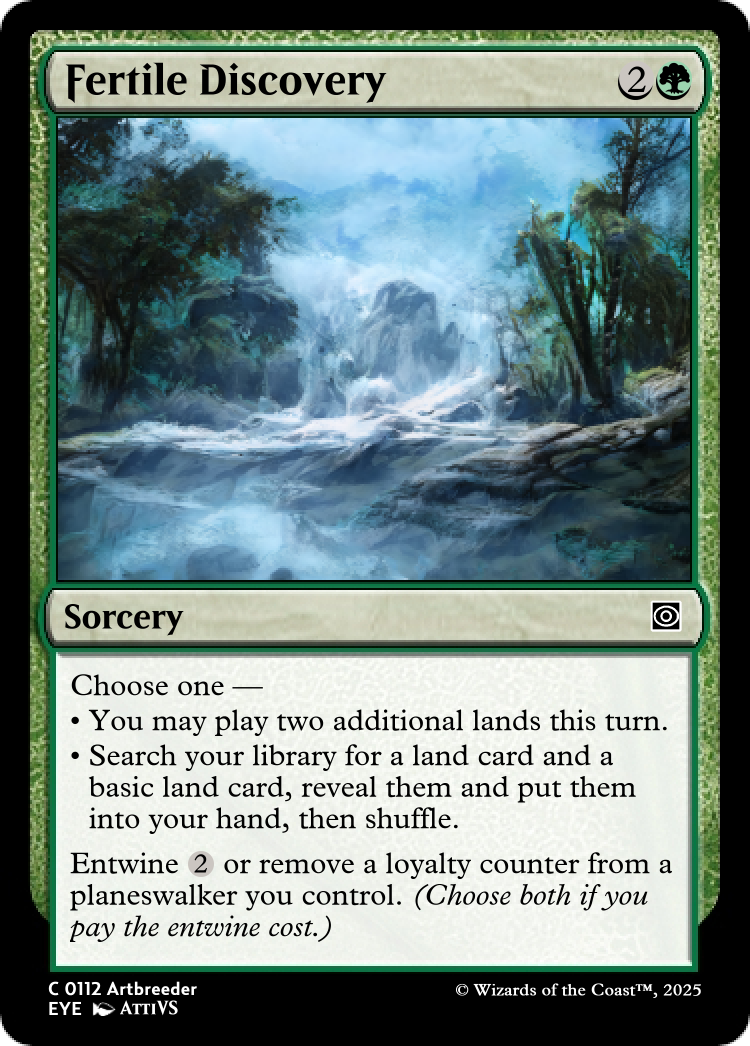 Fertile Discovery 2
Sorcery
Choose one —
• You may play two additional lands this turn.
• Search your library for a land card and a
basic land card, reveal them and put them
into your hand, then shuffle.
Entwine 2 or remove a loyalty counter from a
planeswalker you control. (Choose both if you
pay the entwine cost.)
C 0112 Artbreeder
EYE AttiVS
© Wizards of the Coast™, 2025